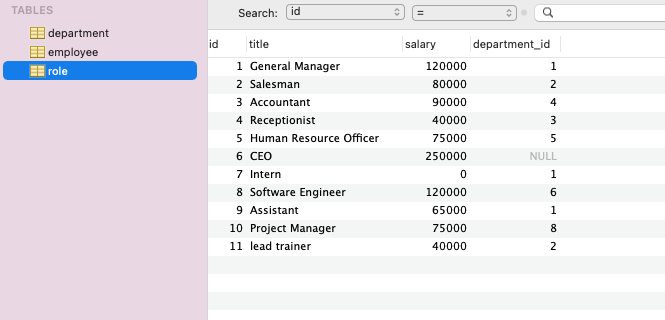 TABLES
department
employee
role
Search: id =
id title salary department_id
1 General Manager 120000 1
2 Salesman 80000 2
3 Accountant 90000 4
4 Receptionist 40000 3
5 Human Resource Officer 75000 5
6 CEO 250000 NULL
7 Intern 0 1
8 Software Engineer 120000 6
9 Assistant 65000 1
10 Project Manager 75000 8
11 lead trainer 40000 2